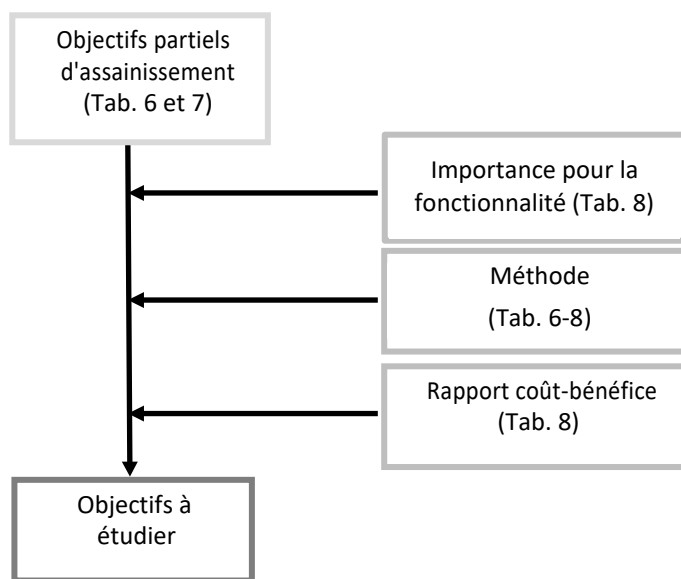 Objectifs partiels
d'assainissement
(Tab. 6 et 7)
Importance pour la
fonctionnalité (Tab. 8)
Méthode
(Tab. 6-8)
Rapport coût-bénéfice
(Tab. 8)
Objectifs à
étudier